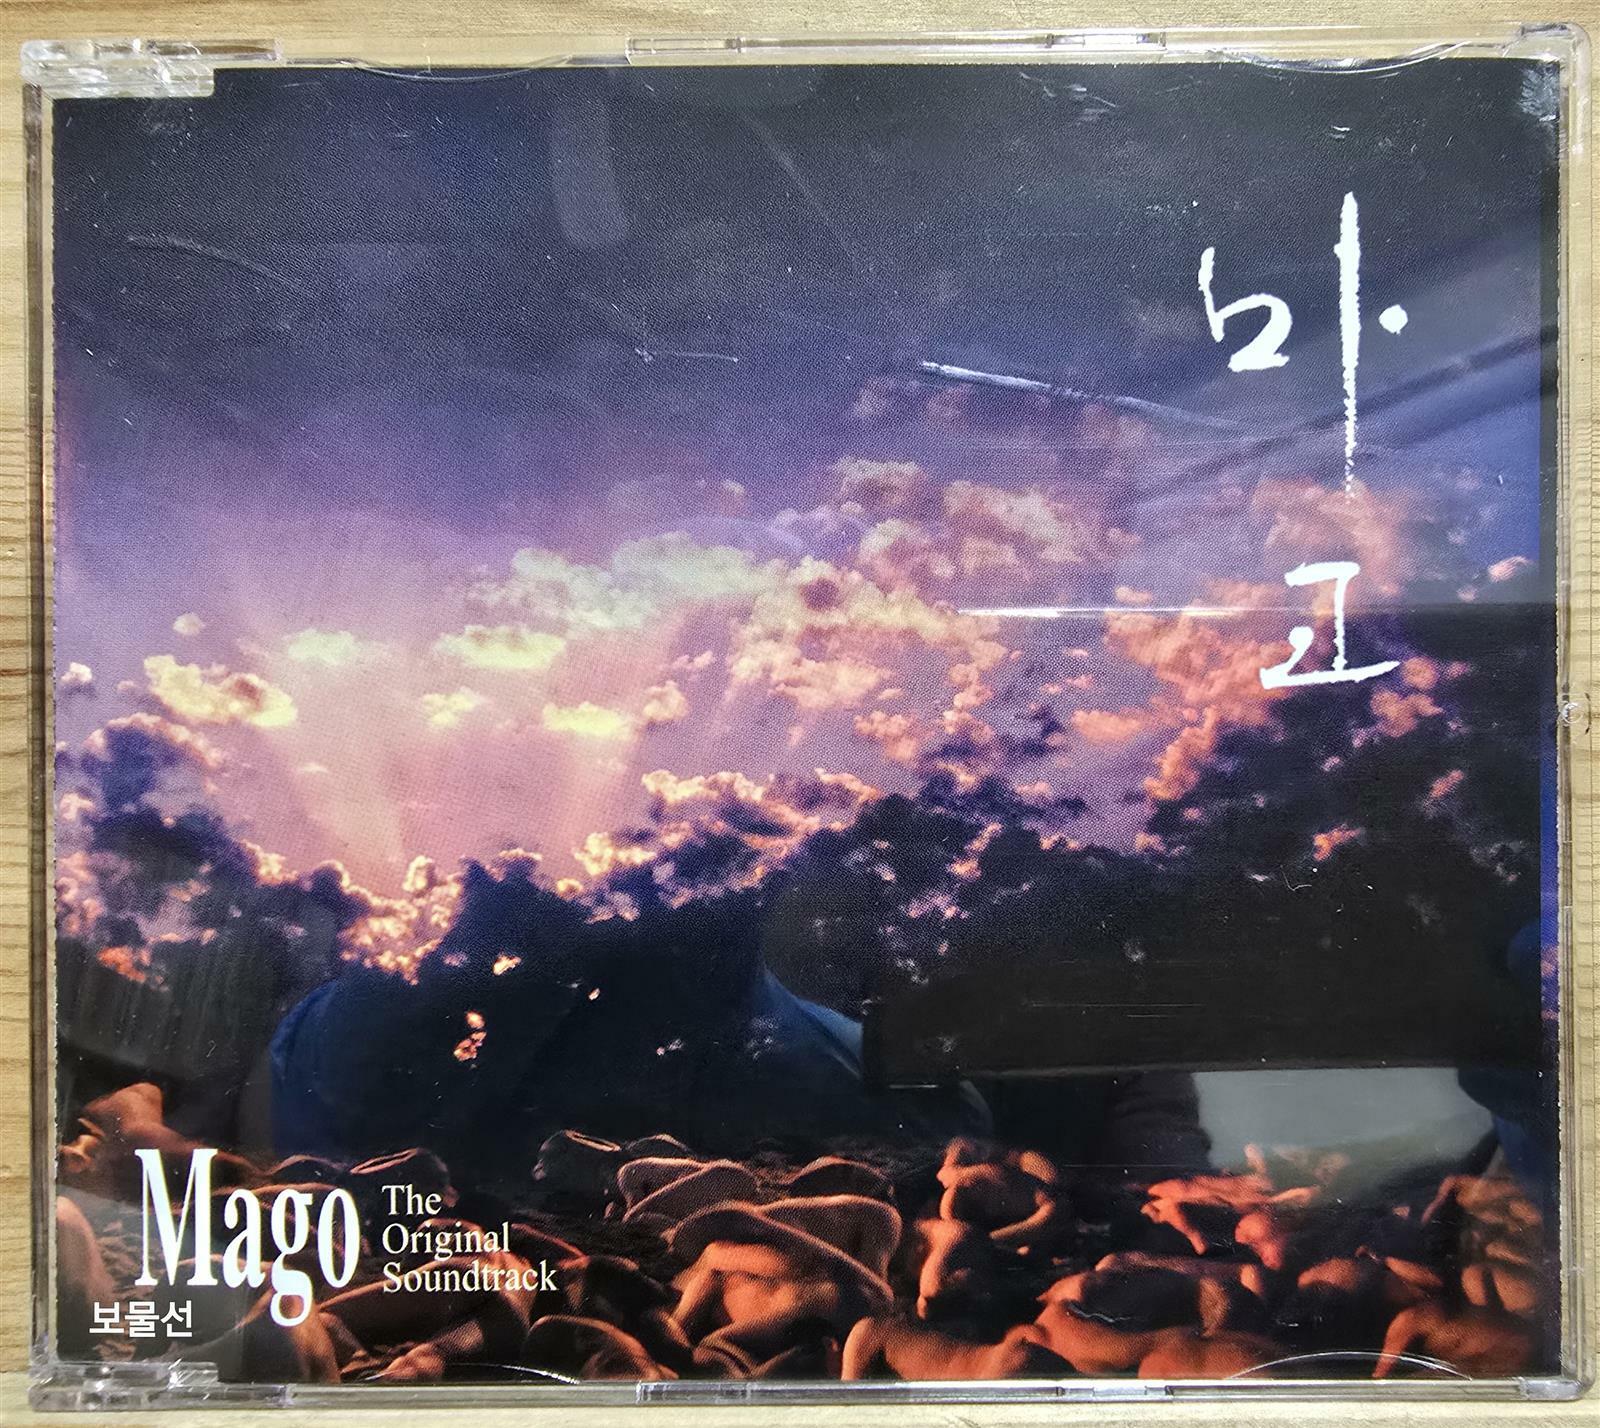 마고
Mago
The
Original
Soundtrack
보물선